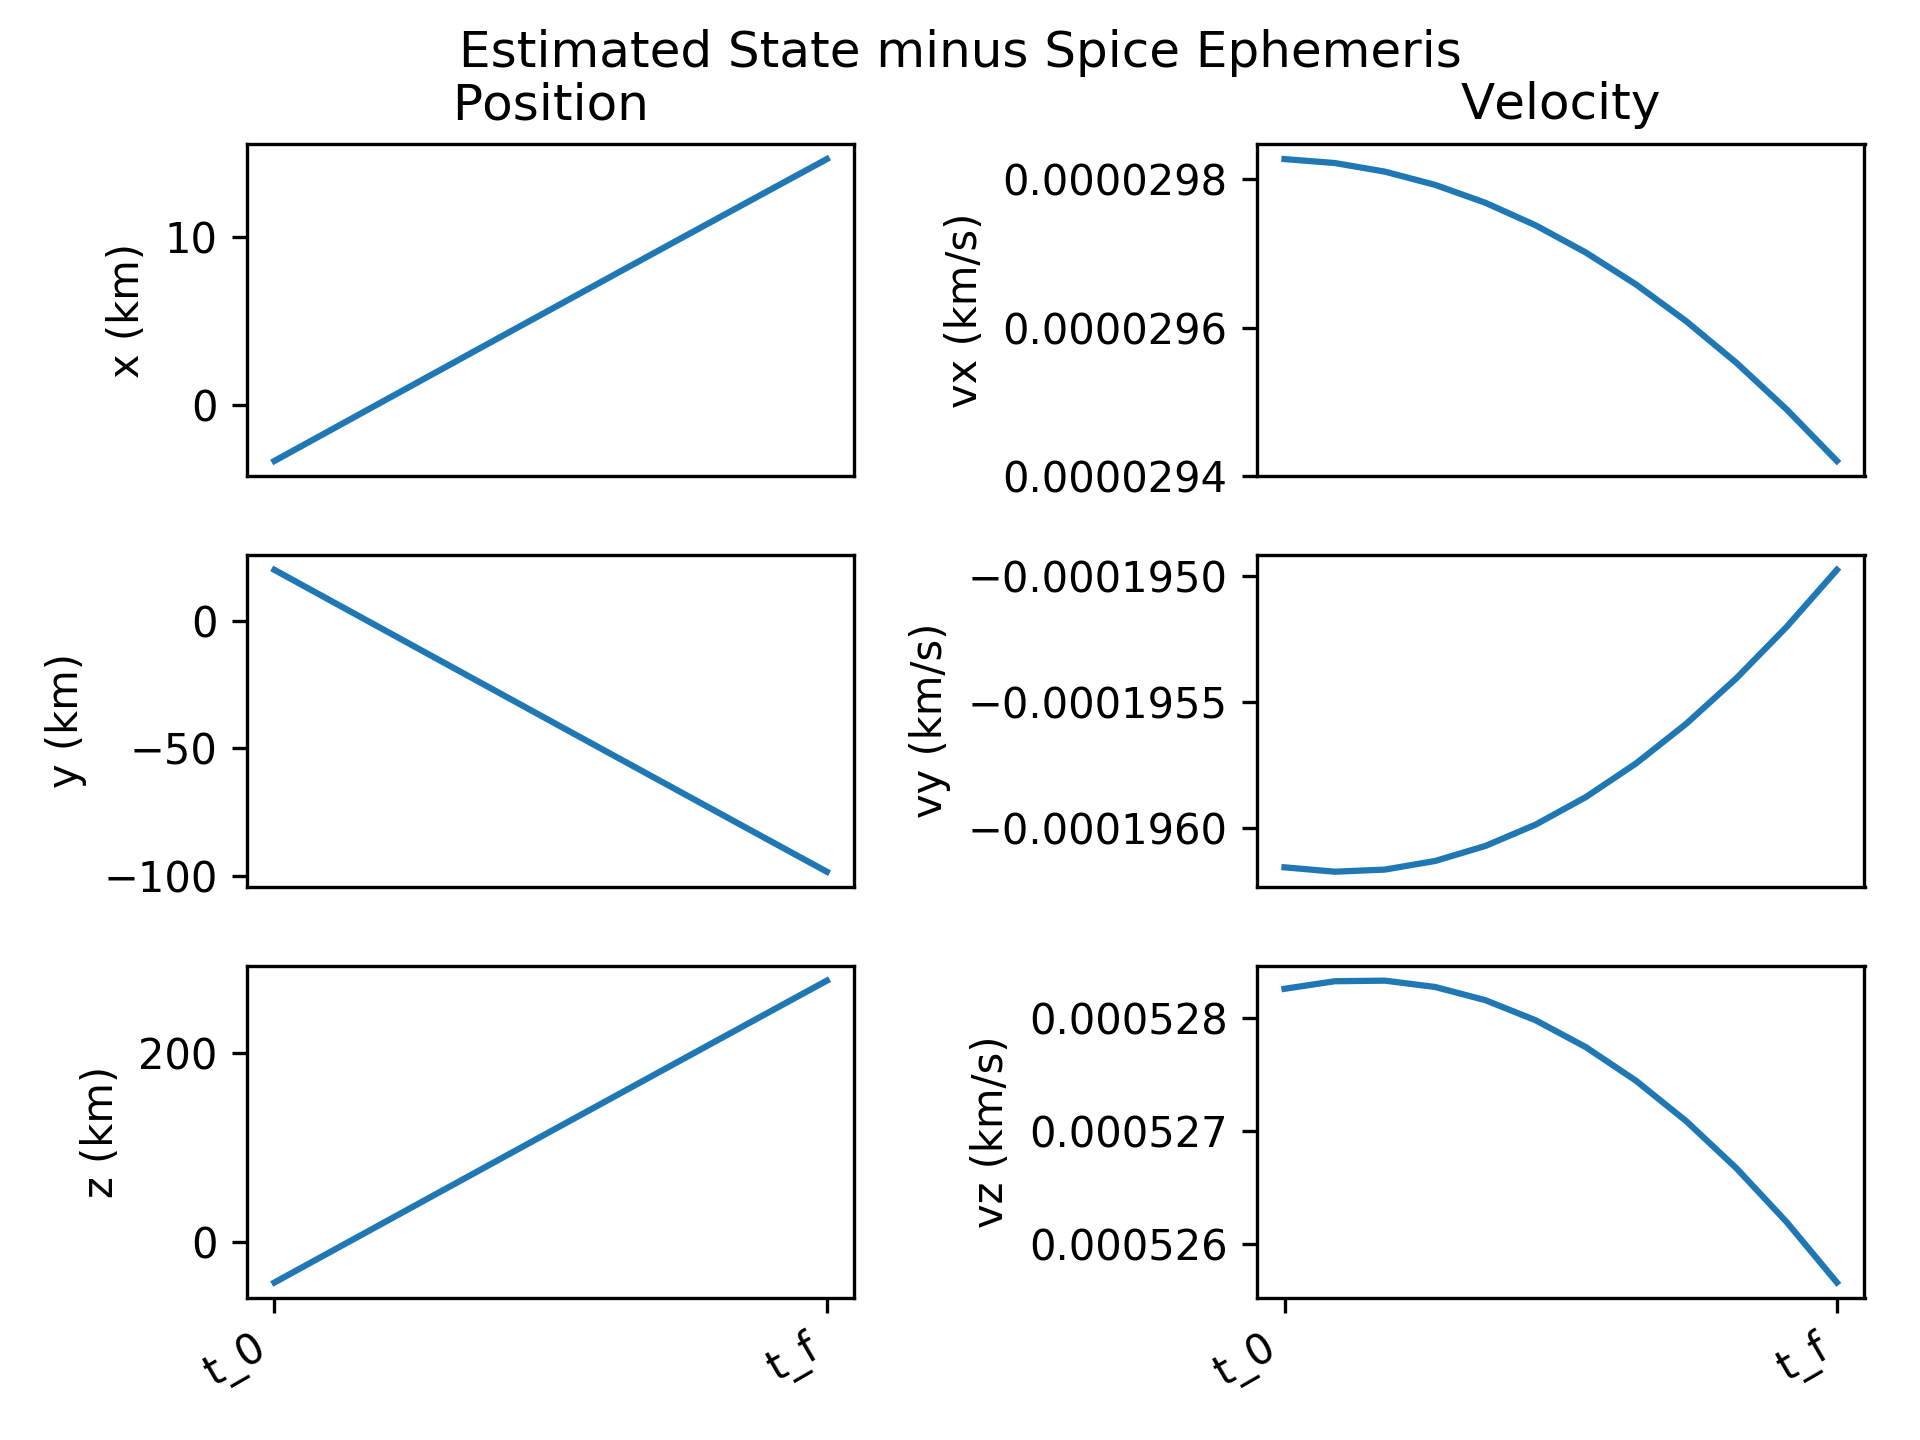 Estimated State minus Spice Ephemeris
Position
Velocity
x (km)
10
0
vx (km/s)
0.0000298
0.0000296
0.0000294
y (km)
0
−50
−100
vy (km/s)
−0.0001950
−0.0001955
−0.0001960
z (km)
200
0
vz (km/s)
0.000528
0.000527
0.000526
t_0
t_f
t_0
t_f